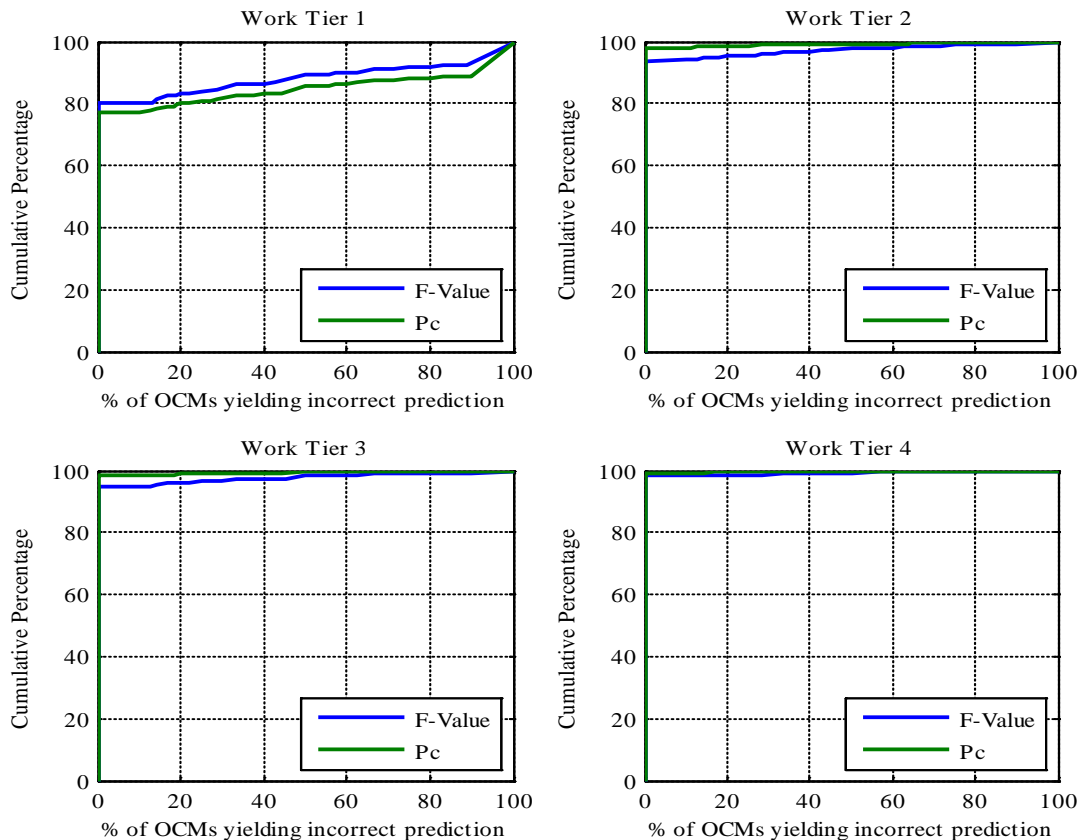 Work Tier 1
100
80
60
40
20
0
Cumulative Percentage
F-Value
Pc
0 20 40 60 80 100
% of OCMs yielding incorrect prediction
Work Tier 2
100
80
60
40
20
0
Cumulative Percentage
F-Value
Pc
0 20 40 60 80 100
% of OCMs yielding incorrect prediction
Work Tier 3
100
80
60
40
20
0
Cumulative Percentage
F-Value
Pc
0 20 40 60 80 100
% of OCMs yielding incorrect prediction
Work Tier 4
100
80
60
40
20
0
Cumulative Percentage
F-Value
Pc
0 20 40 60 80 100
% of OCMs yielding incorrect prediction